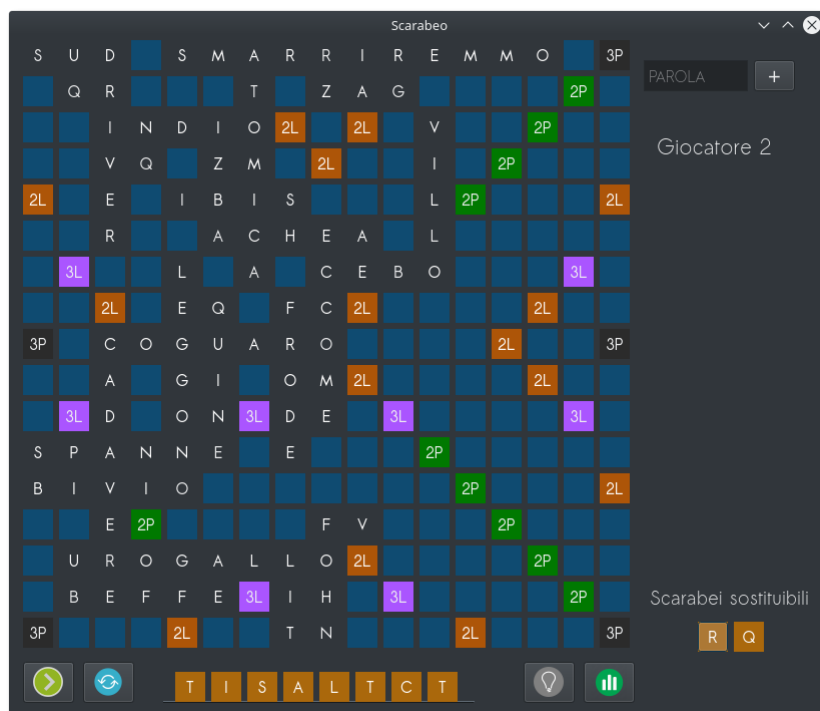 Scarabeo
S U D S M A R R I R E M M O 3P
Q R T Z A G 2P
PAROLA +
I N D I O 2L 2L V 2P
V Q Z M 2L I 2P
Giocatore 2
2L E I B I S L 2P 2L
R A C H E A L
3L L A C E B O 3L
2L E Q F C 2L 2L
3P C O G U A R O 2L 3P
A G I O M 2L 2L
3L D O N 3L D E 3L 3L
S P A N N E E 2P
B I V I O 2P 2L
E 2P F V 2P
U R O G A L L O 2L 2P
B E F F E 3L I H 3L 2P
Scarabei sostituibili
3P 2L T N 2L 3P
R Q
T I S A L T C T